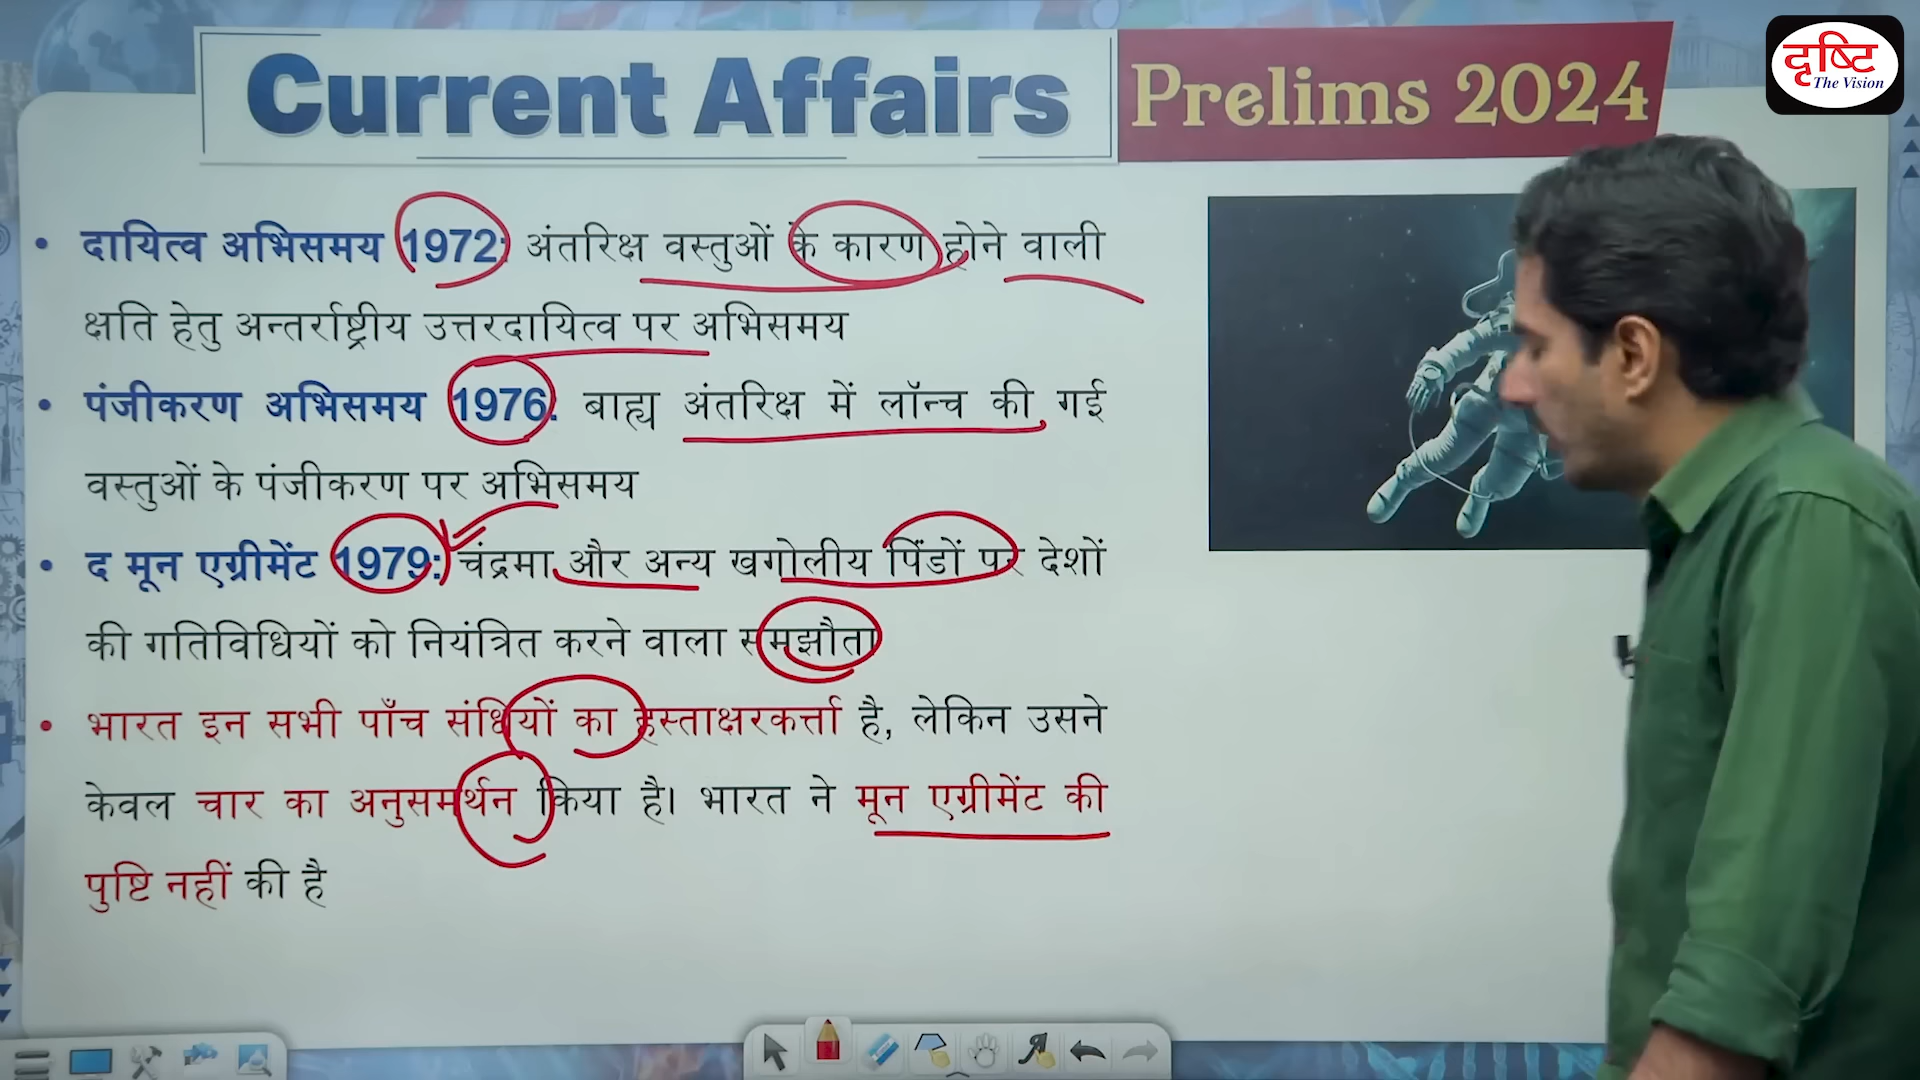 Current Affairs Prelims 2024
दृष्टि
The Vision
• दायित्व अभिसमय 1972: अंतरिक्ष वस्तुओं के कारण होने वाली
क्षति हेतु अन्तर्राष्ट्रीय उत्तरदायित्व पर अभिसमय
• पंजीकरण अभिसमय 1976: बाह्य अंतरिक्ष में लॉन्च की गई
वस्तुओं के पंजीकरण पर अभिसमय
• द मून एग्रीमेंट 1979: चंद्रमा और अन्य खगोलीय पिंडों पर देशों
की गतिविधियों को नियंत्रित करने वाला समझौता
• भारत इन सभी पाँच संधियों का हस्ताक्षरकर्त्ता है, लेकिन उसने
केवल चार का अनुसमर्थन किया है। भारत ने मून एग्रीमेंट की
पुष्टि नहीं की है